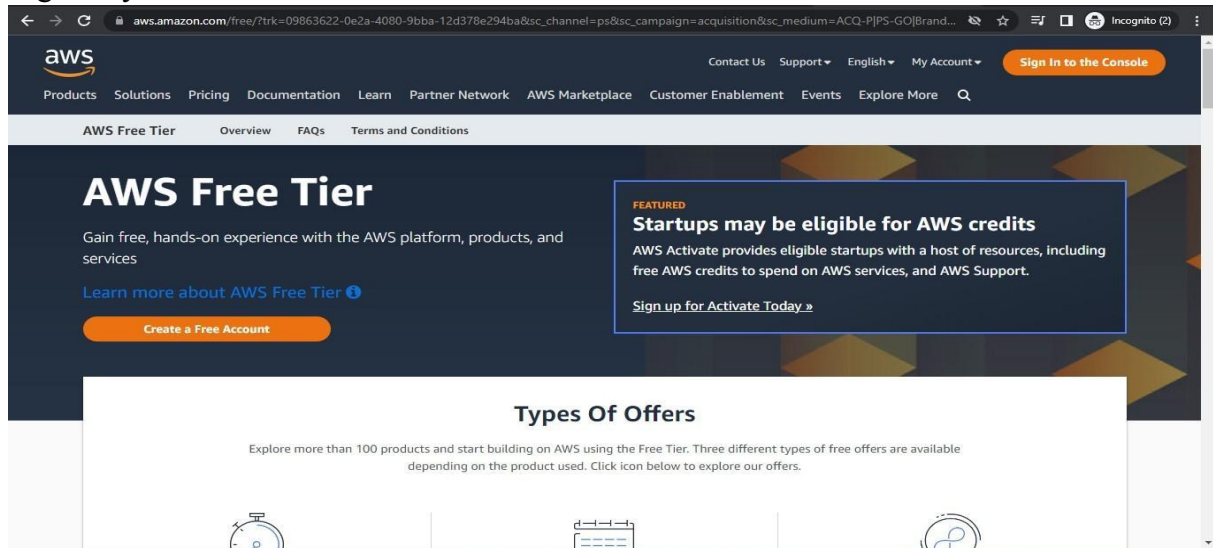 aws.amazon.com/free/?trk=09863622-0e2a-4080-9bba-12d378e294ba&sc_channel=ps&sc_campaign=acquisition&sc_medium=ACQ-P|PS-GO|Brand... Incognito (2)
aws
Contact Us Support English My Account Sign In to the Console
Products Solutions Pricing Documentation Learn Partner Network AWS Marketplace Customer Enablement Events Explore More
AWS Free Tier Overview FAQs Terms and Conditions
AWS Free Tier
Gain free, hands-on experience with the AWS platform, products, and
services
Learn more about AWS Free Tier
Create a Free Account
FEATURED
Startups may be eligible for AWS credits
AWS Activate provides eligible startups with a host of resources, including
free AWS credits to spend on AWS services, and AWS Support.
Sign up for Activate Today »
Types Of Offers
Explore more than 100 products and start building on AWS using the Free Tier. Three different types of free offers are available
depending on the product used. Click icon below to explore our offers.